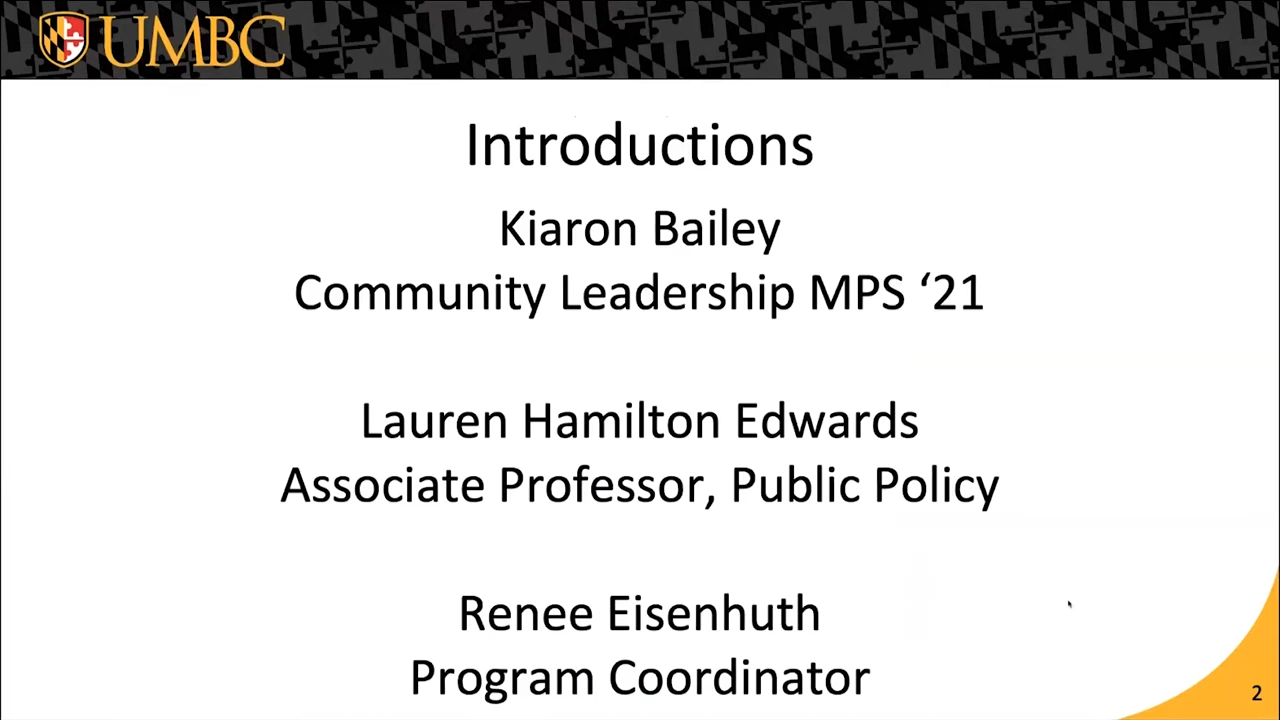 UMBC
Introductions
Kiaron Bailey
Community Leadership MPS ‘21
Lauren Hamilton Edwards
Associate Professor, Public Policy
Renee Eisenhuth
Program Coordinator
2